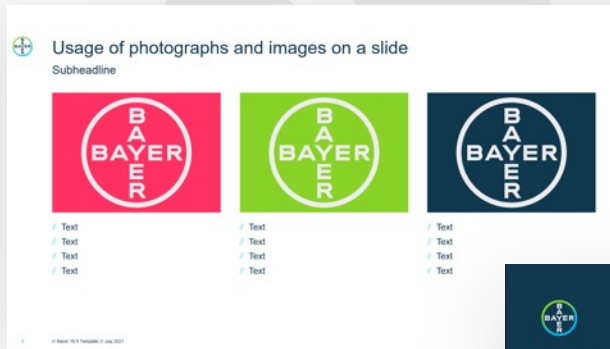 BAYER
BAYER
Usage of photographs and images on a slide
Subheadline
B
A
BAYER
E
R
B
A
BAYER
E
R
B
A
BAYER
E
R
// Text
// Text
// Text
// Text
// Text
// Text
// Text
// Text
// Text
// Text
// Text
// Text
// Bayer 16:9 Template // July 2021
B
A
BAYER
E
R